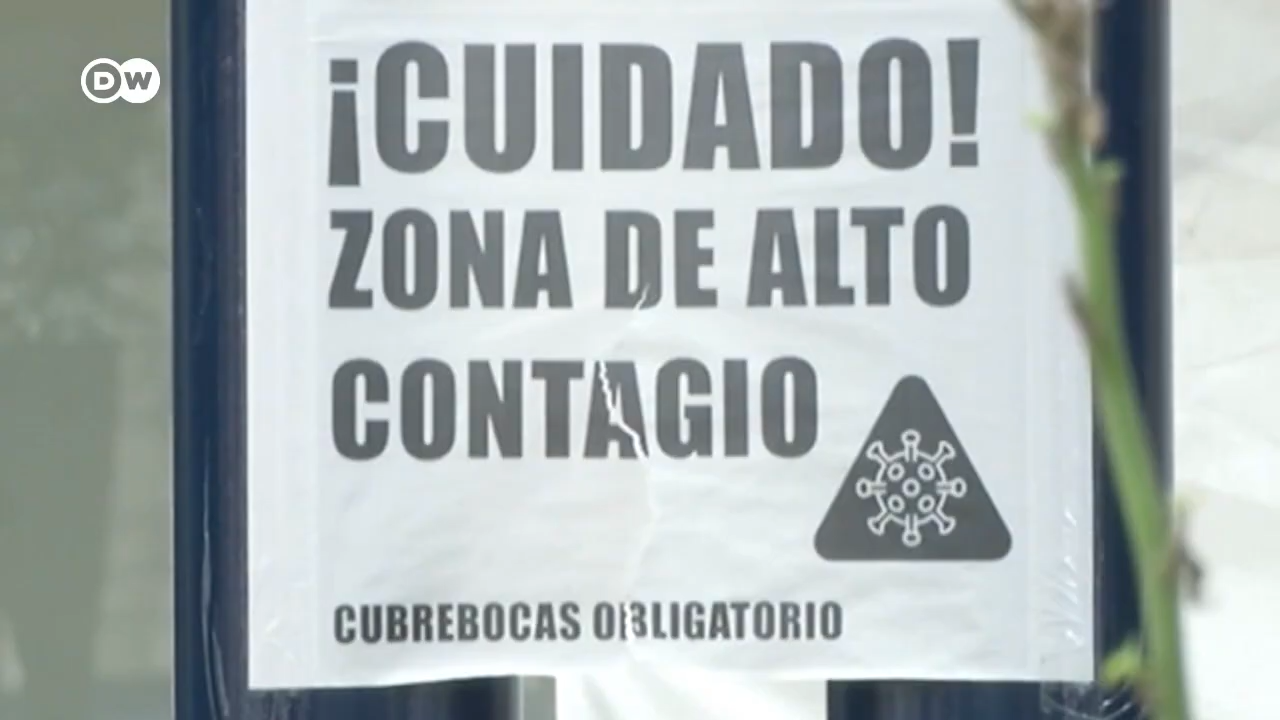 DW
¡CUIDADO!
ZONA DE ALTO
CONTAGIO
CUBREBOCAS OBLIGATORIO